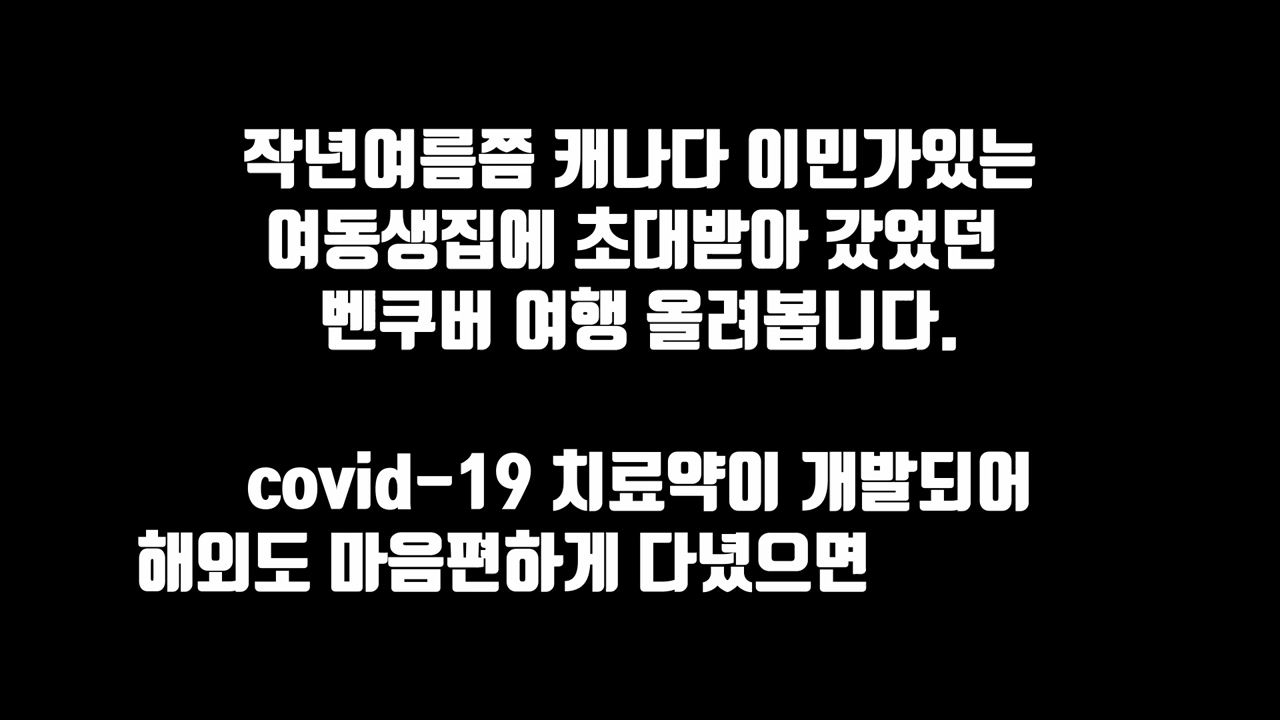 작년여름쯤 캐나다 이민가있는
여동생집에 초대받아 갔었던
벤쿠버 여행 올려봅니다.
covid-19 치료약이 개발되어
해외도 마음편하게 다녔으면